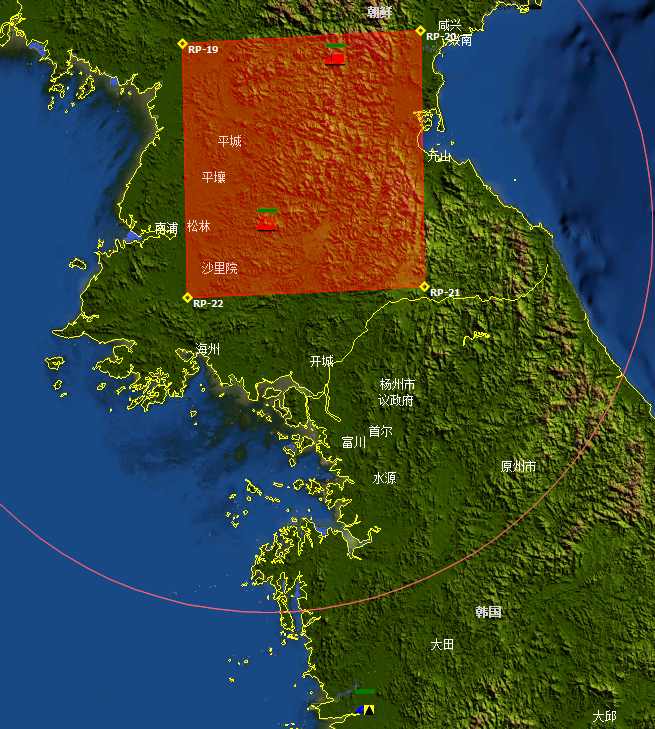 朝鲜
咸兴
RP-20
RP-19
平城
元山
平壤
南浦
松林
沙里院
RP-21
RP-22
海州
开城
杨州市
议政府
首尔
富川
原州市
水源
韩国
大田
大邱